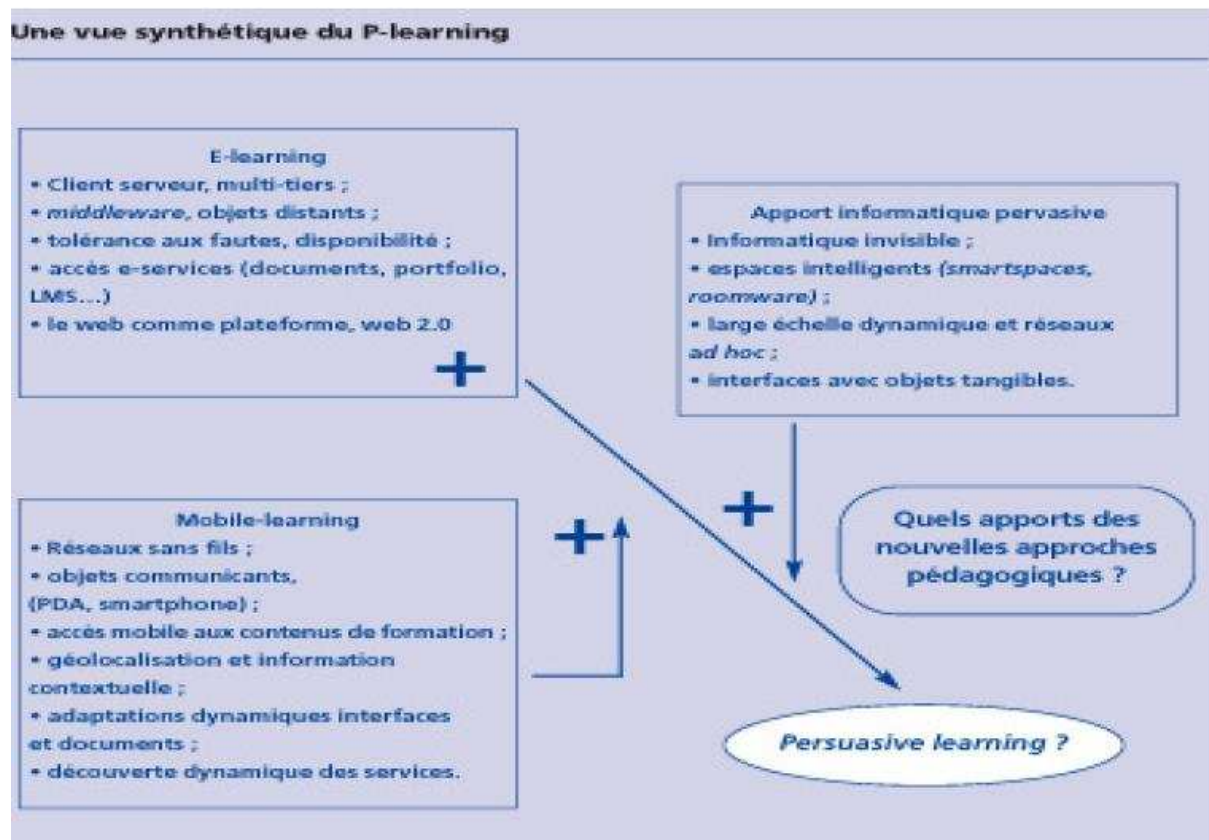 Une vue synthétique du P-learning
E-learning
• Client serveur, multi-tiers ;
• middleware, objets distants ;
• tolérance aux fautes, disponibilité ;
• accès e-services (documents, portfolio,
LMS...)
• le web comme plateforme, web 2.0
+
Apport informatique pervasive
• Informatique invisible ;
• espaces intelligents (smartspaces,
roomware) ;
• large échelle dynamique et réseaux
ad hoc ;
• interfaces avec objets tangibles.
Mobile-learning
• Réseaux sans fils ;
• objets communicants,
(PDA, smartphone) ;
• accès mobile aux contenus de formation ;
• géolocalisation et information
contextuelle ;
• adaptations dynamiques interfaces
et documents ;
• découverte dynamique des services.
+
+
Quels apports des
nouvelles approches
pédagogiques ?
Persuasive learning ?